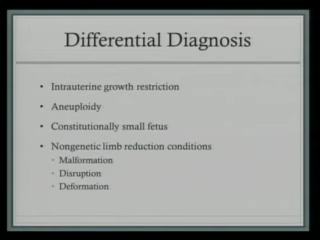 Differential Diagnosis
• Intrauterine growth restriction
• Aneuploidy
• Constitutionally small fetus
• Nongenetic limb reduction conditions
• Malformation
• Disruption
• Deformation